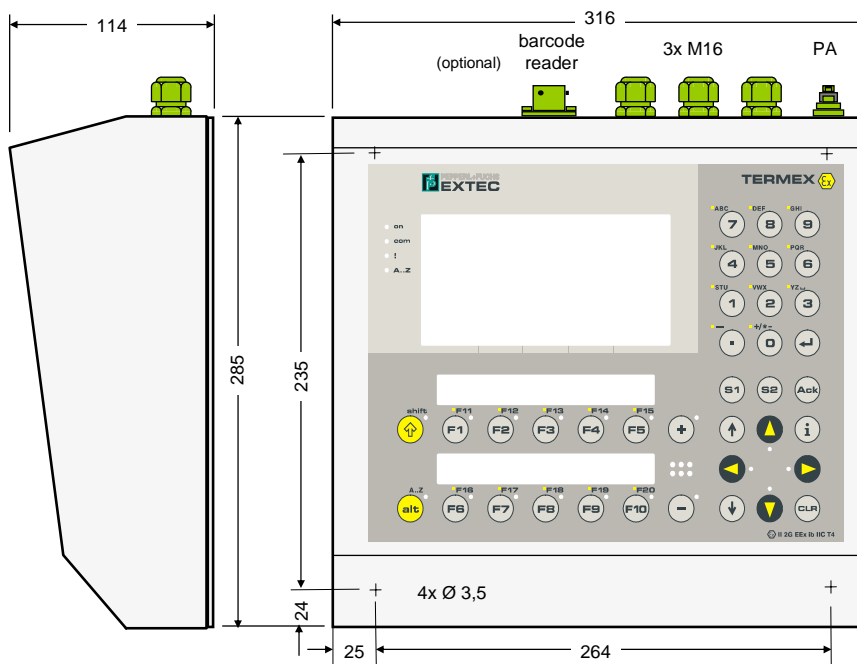 114
316
(optional)
barcode
reader
3x M16
PA
PEPPERL+FUCHS
EXTEC
TERMEX Ex
on
com
!
A..Z
ABC DEF GHI
7 8 9
JKL MNO PQR
4 5 6
STU VWX YZ␣
1 2 3
— +/*-
. 0 ↵
S1 S2 Ack
285
235
shift F11 F12 F13 F14 F15
F1 F2 F3 F4 F5 +
i
A..Z F16 F17 F18 F19 F20
alt F6 F7 F8 F9 F10 −
CLR
Ex II 2G EEx ib IIC T4
4x Ø 3,5
24
25
264